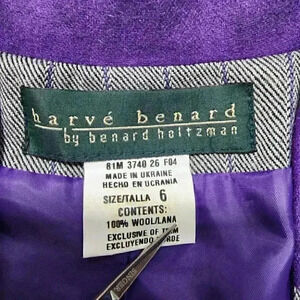 harvé benard
by benard holtzman
81M 3740 26 F04
MADE IN UKRAINE
HECHO EN UCRANIA
SIZE/TALLA 6
CONTENTS:
100% WOOL/LANA
EXCLUSIVE OF TRIM
EXCLUYENDO